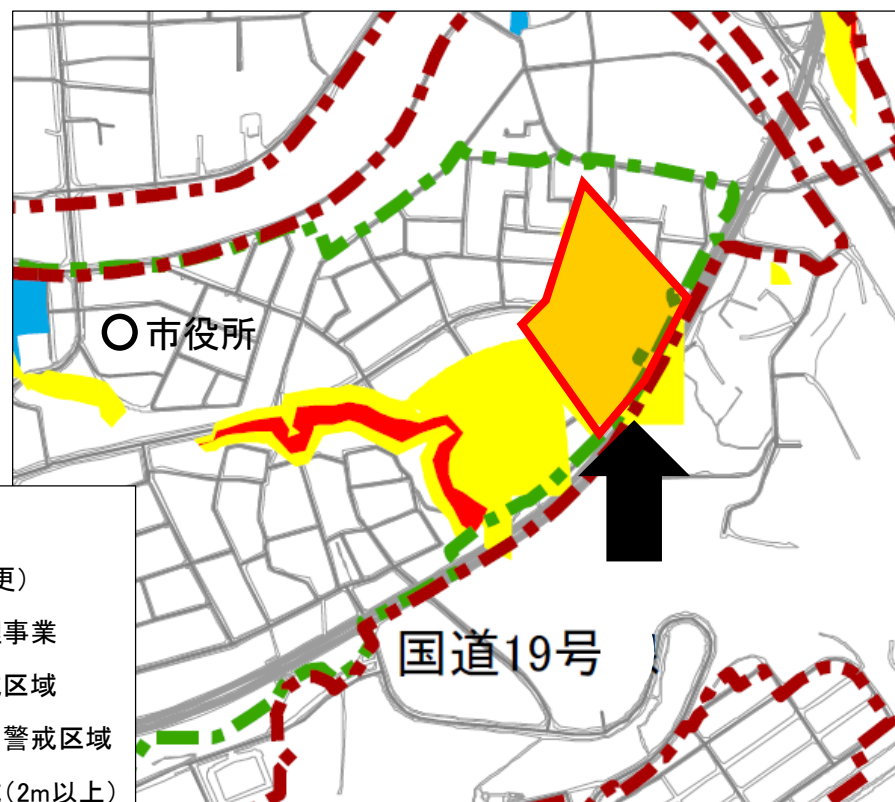 市役所
国道19号
更）
事業
区域
警戒区域
（2m以上）